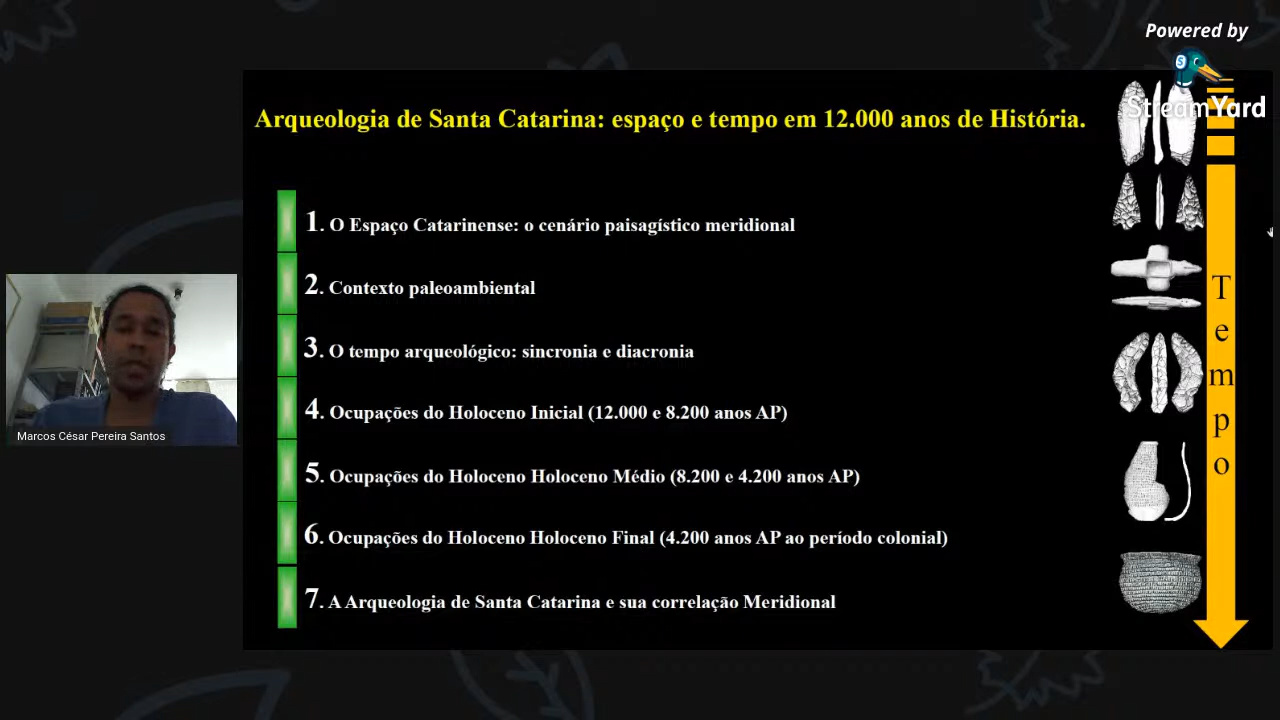 Powered by
StreamYard
Arqueologia de Santa Catarina: espaço e tempo em 12.000 anos de História.
1. O Espaço Catarinense: o cenário paisagístico meridional
2. Contexto paleoambiental
3. O tempo arqueológico: sincronia e diacronia
4. Ocupações do Holoceno Inicial (12.000 e 8.200 anos AP)
5. Ocupações do Holoceno Holoceno Médio (8.200 e 4.200 anos AP)
6. Ocupações do Holoceno Holoceno Final (4.200 anos AP ao período colonial)
7. A Arqueologia de Santa Catarina e sua correlação Meridional
Tempo
Marcos César Pereira Santos